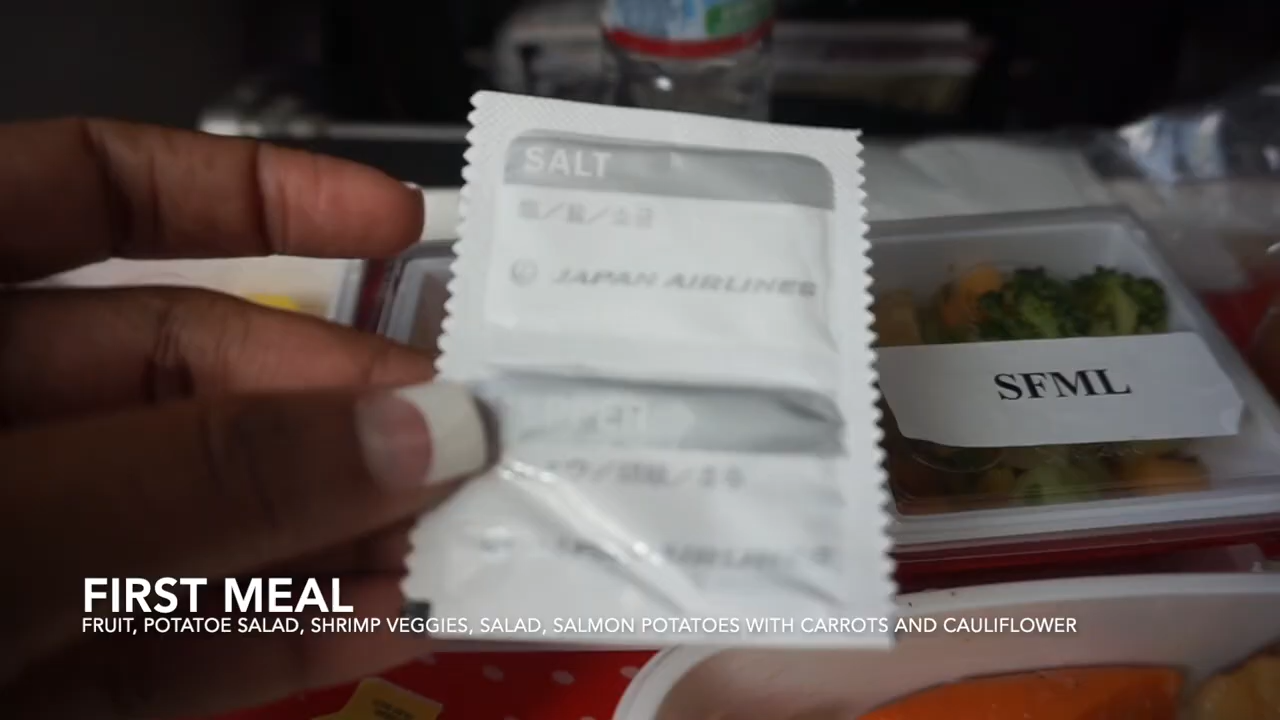 SALT
JAPAN AIRLINES
SFML
FIRST MEAL
FRUIT, POTATOE SALAD, SHRIMP VEGGIES, SALAD, SALMON POTATOES WITH CARROTS AND CAULIFLOWER